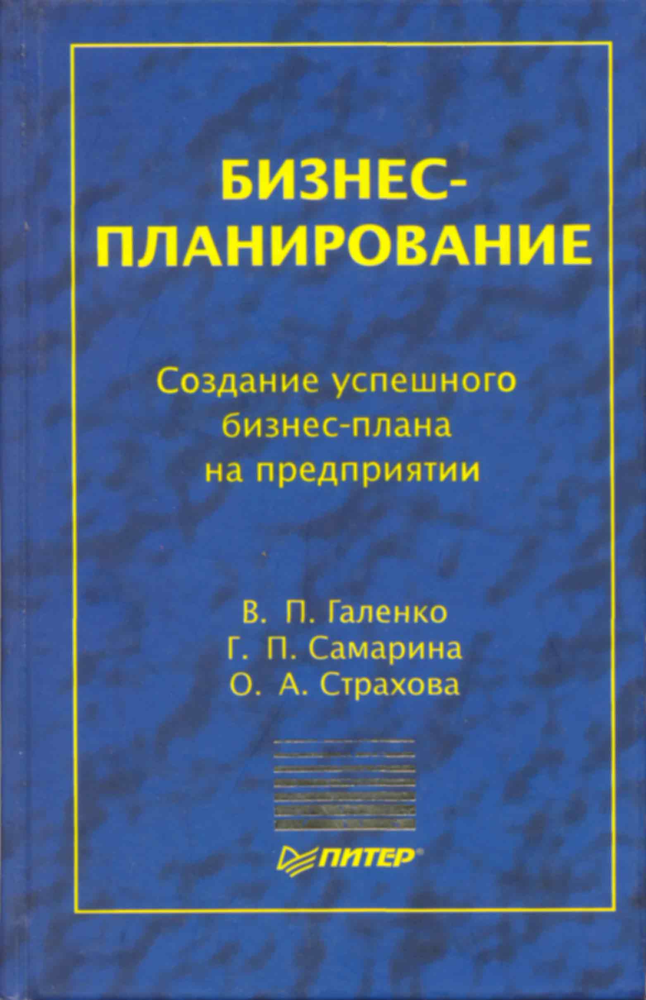 БИЗНЕС-
ПЛАНИРОВАНИЕ
Создание успешного
бизнес-плана
на предприятии
В. П. Галенко
Г. П. Самарина
О. А. Страхова
ПИТЕР®